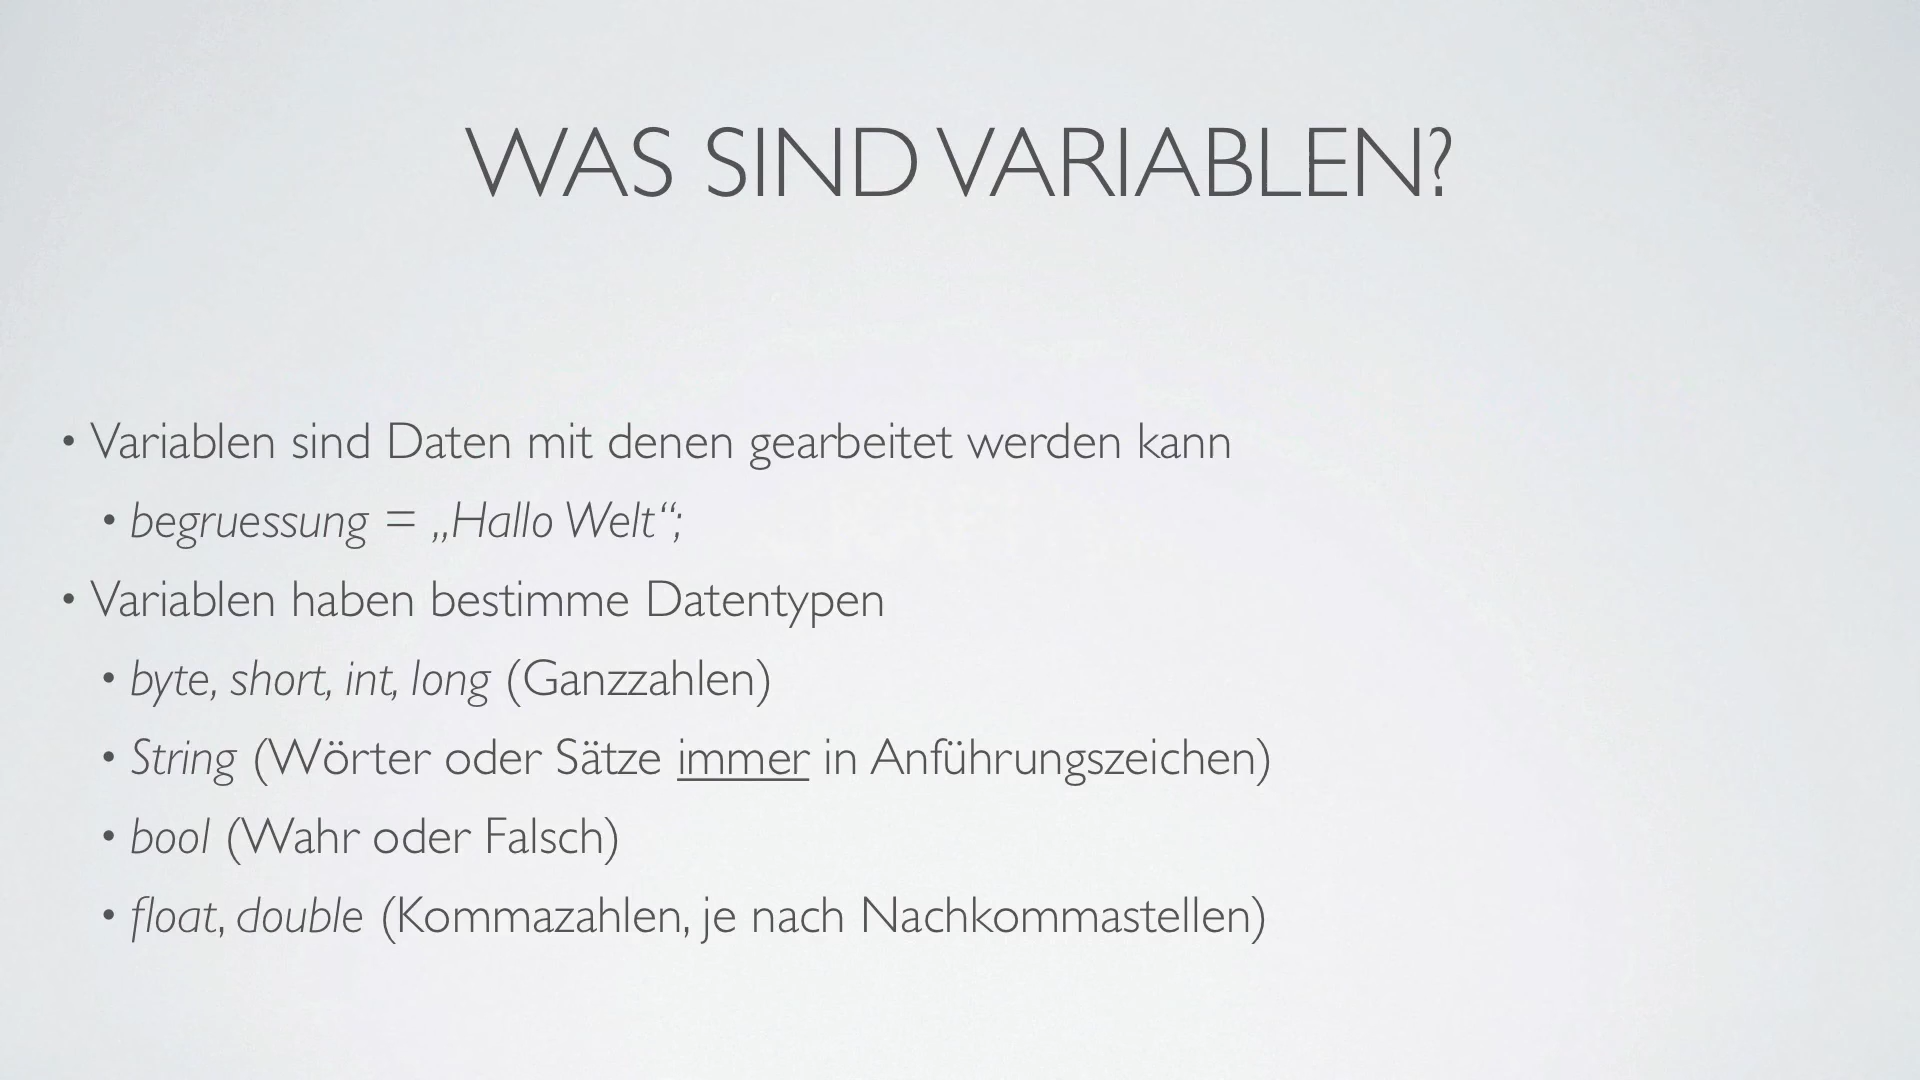 WAS SIND VARIABLEN?
• Variablen sind Daten mit denen gearbeitet werden kann
• begruessung = „Hallo Welt“;
• Variablen haben bestimme Datentypen
• byte, short, int, long (Ganzzahlen)
• String (Wörter oder Sätze immer in Anführungszeichen)
• bool (Wahr oder Falsch)
• float, double (Kommazahlen, je nach Nachkommastellen)